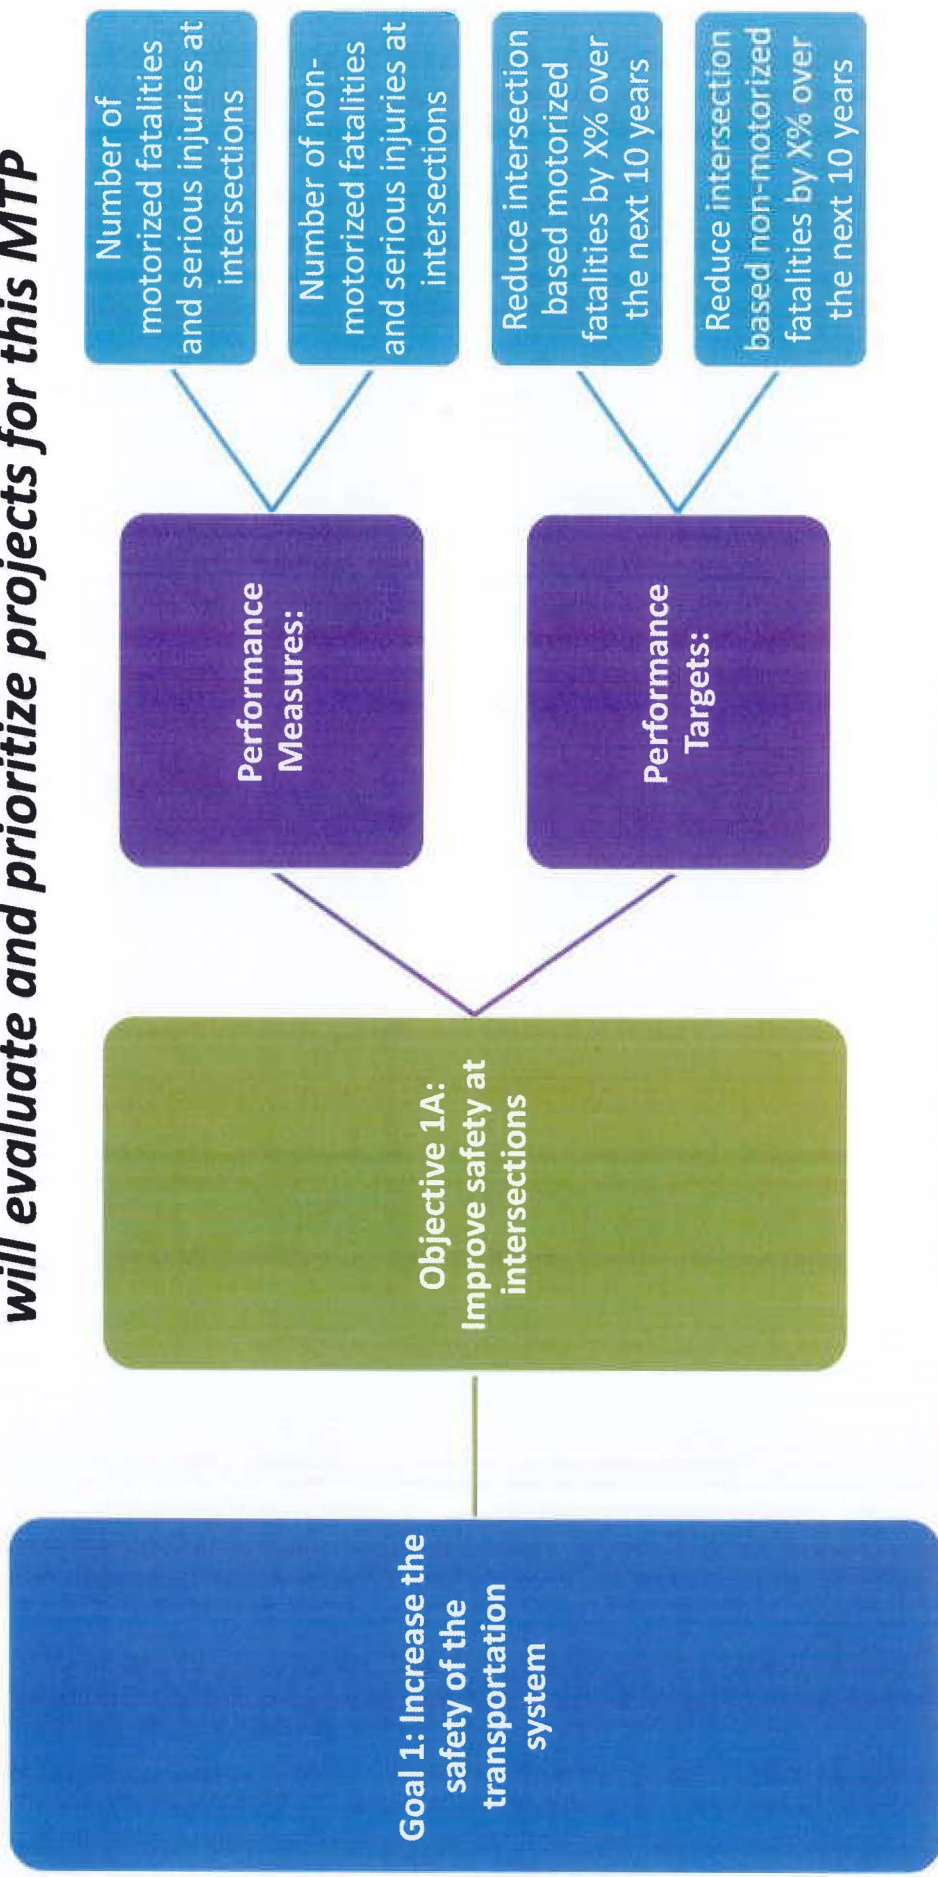 will evaluate and prioritize projects for this MTP
Goal 1: Increase the
safety of the
transportation
system
Objective 1A:
Improve safety at
intersections
Performance
Measures:
Number of
motorized fatalities
and serious injuries at
intersections
Number of non-
motorized fatalities
and serious injuries at
intersections
Performance
Targets:
Reduce intersection
based motorized
fatalities by X% over
the next 10 years
Reduce intersection
based non-motorized
fatalities by X% over
the next 10 years